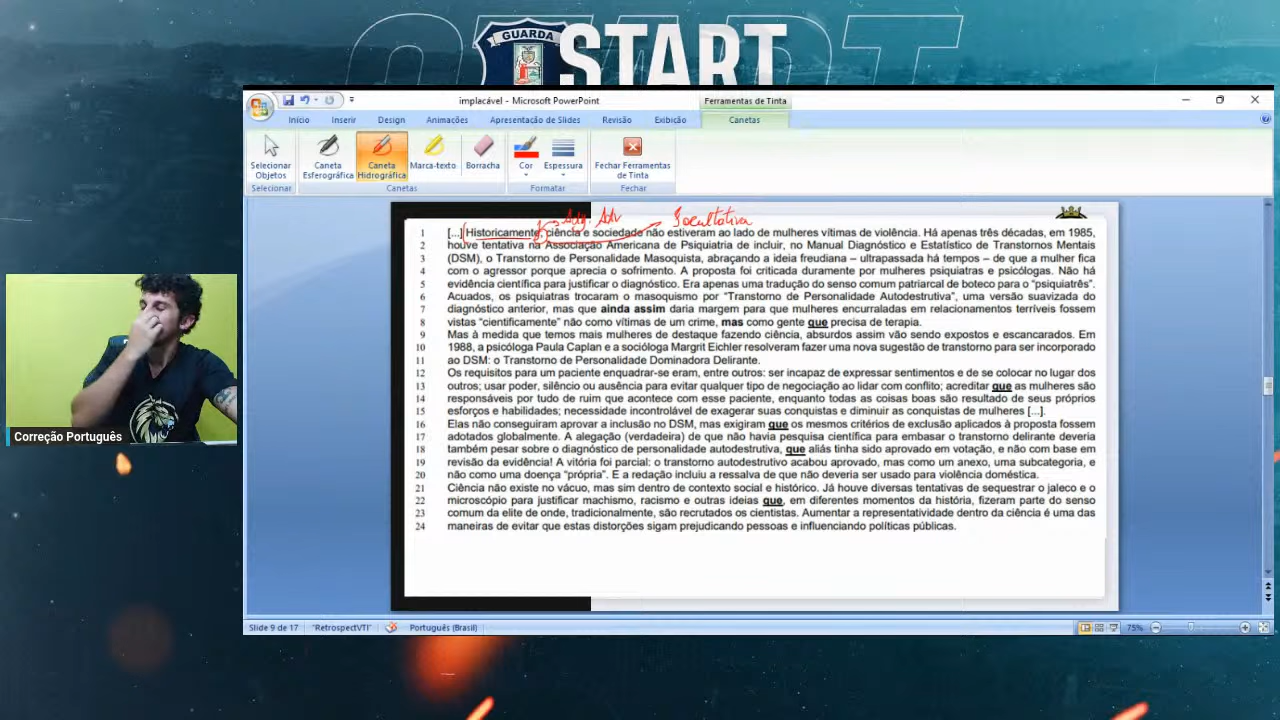 GUARDA
START
implacável - Microsoft PowerPoint
Ferramentas de Tinta
Início Inserir Design Animações Apresentação de Slides Revisão Exibição Canetas
Selecionar Objetos
Caneta Esferográfica
Caneta Hidrográfica
Marca-texto
Borracha
Cor
Espessura
Fechar Ferramentas de Tinta
Selecionar Canetas Formatar Fechar
Adj. Adv Facultativa
1 [...] Historicamente, ciência e sociedade não estiveram ao lado de mulheres vítimas de violência. Há apenas três décadas, em 1985,
2 houve tentativa na Associação Americana de Psiquiatria de incluir, no Manual Diagnóstico e Estatístico de Transtornos Mentais
3 (DSM), o Transtorno de Personalidade Masoquista, abraçando a ideia freudiana – ultrapassada há tempos – de que a mulher fica
4 com o agressor porque aprecia o sofrimento. A proposta foi criticada duramente por mulheres psiquiatras e psicólogas. Não há
5 evidência científica para justificar o diagnóstico. Era apenas uma tradução do senso comum patriarcal de boteco para o “psiquiatrês”.
6 Acuados, os psiquiatras trocaram o masoquismo por “Transtorno de Personalidade Autodestrutiva”, uma versão suavizada do
7 diagnóstico anterior, mas que ainda assim daria margem para que mulheres encurraladas em relacionamentos terríveis fossem
8 vistas “cientificamente” não como vítimas de um crime, mas como gente que precisa de terapia.
9 Mas à medida que temos mais mulheres de destaque fazendo ciência, absurdos assim vão sendo expostos e escancarados. Em
10 1988, a psicóloga Paula Caplan e a socióloga Margrit Eichler resolveram fazer uma nova sugestão de transtorno para ser incorporado
11 ao DSM: o Transtorno de Personalidade Dominadora Delirante.
12 Os requisitos para um paciente enquadrar-se eram, entre outros: ser incapaz de expressar sentimentos e de se colocar no lugar dos
13 outros; usar poder, silêncio ou ausência para evitar qualquer tipo de negociação ao lidar com conflito; acreditar que as mulheres são
14 responsáveis por tudo de ruim que acontece com esse paciente, enquanto todas as coisas boas são resultado de seus próprios
15 esforços e habilidades; necessidade incontrolável de exagerar suas conquistas e diminuir as conquistas de mulheres [...].
16 Elas não conseguiram aprovar a inclusão no DSM, mas exigiram que os mesmos critérios de exclusão aplicados à proposta fossem
17 adotados globalmente. A alegação (verdadeira) de que não havia pesquisa científica para embasar o transtorno delirante deveria
18 também pesar sobre o diagnóstico de personalidade autodestrutiva, que aliás tinha sido aprovado em votação, e não com base em
19 revisão da evidência! A vitória foi parcial: o transtorno autodestrutivo acabou aprovado, mas como um anexo, uma subcategoria, e
20 não como uma doença “própria”. E a redação incluiu a ressalva de que não deveria ser usado para violência doméstica.
21 Ciência não existe no vácuo, mas sim dentro de contexto social e histórico. Já houve diversas tentativas de sequestrar o jaleco e o
22 microscópio para justificar machismo, racismo e outras ideias que, em diferentes momentos da história, fizeram parte do senso
23 comum da elite de onde, tradicionalmente, são recrutados os cientistas. Aumentar a representatividade dentro da ciência é uma das
24 maneiras de evitar que estas distorções sigam prejudicando pessoas e influenciando políticas públicas.
Correção Português
Slide 9 de 17 "RetrospectVTI" Português (Brasil) 75%